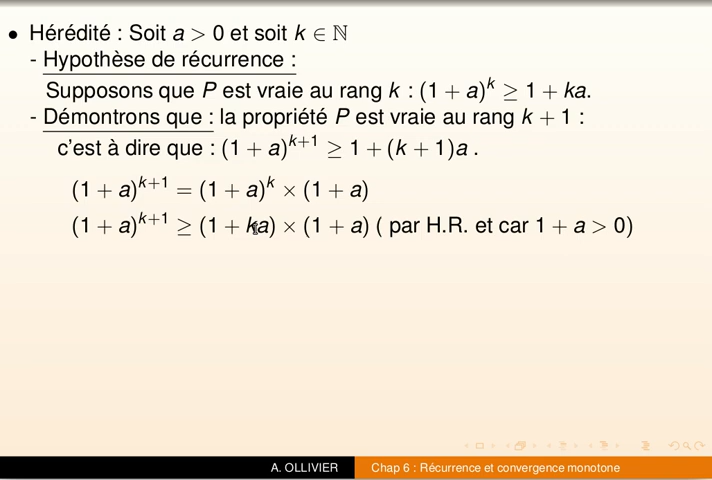 • Hérédité : Soit a > 0 et soit k ∈ ℕ
- Hypothèse de récurrence :
Supposons que P est vraie au rang k : (1 + a)^k ≥ 1 + ka.
- Démontrons que : la propriété P est vraie au rang k + 1 :
c'est à dire que : (1 + a)^{k+1} ≥ 1 + (k + 1)a .
(1 + a)^{k+1} = (1 + a)^k × (1 + a)
(1 + a)^{k+1} ≥ (1 + ka) × (1 + a) ( par H.R. et car 1 + a > 0)
A. OLLIVIER Chap 6 : Récurrence et convergence monotone